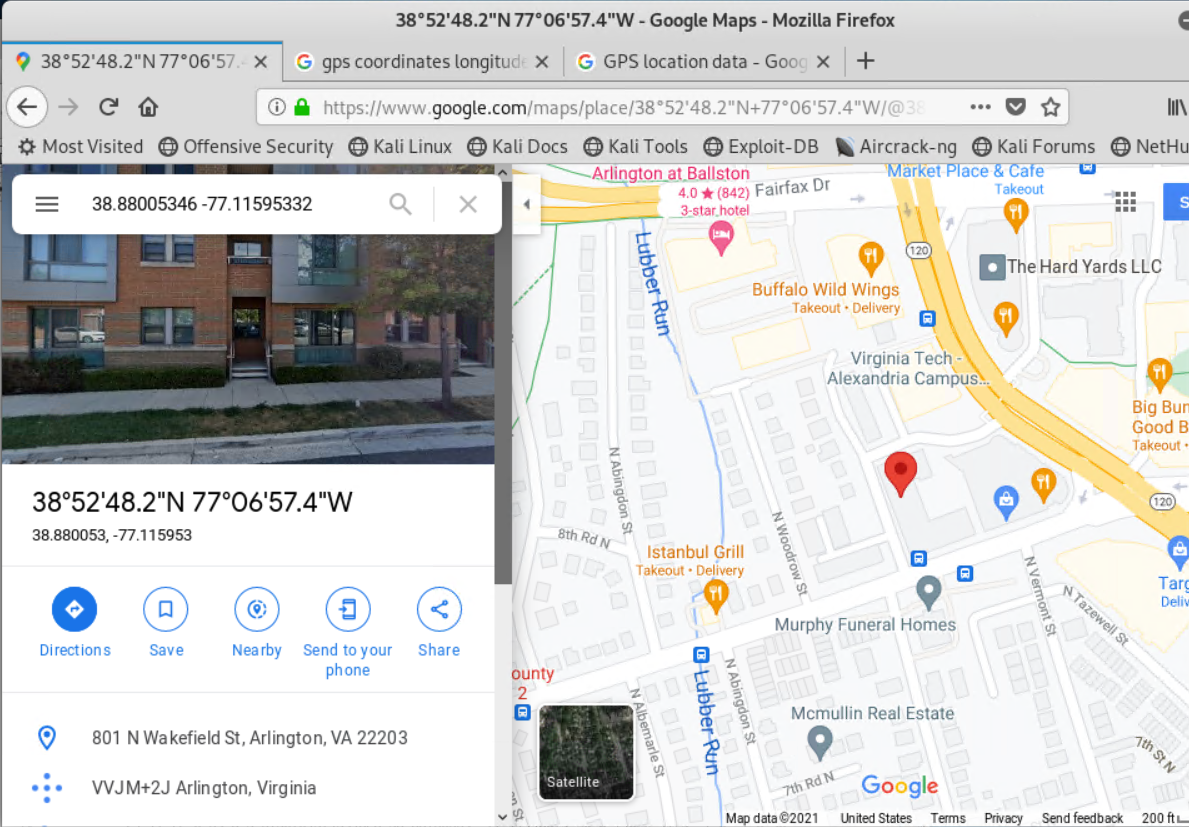 38°52'48.2"N 77°06'57.4"W - Google Maps - Mozilla Firefox
38°52'48.2"N 77°06'57.
gps coordinates longitude
GPS location data - Goog
https://www.google.com/maps/place/38°52'48.2"N+77°06'57.4"W/@38
Most Visited
Offensive Security
Kali Linux
Kali Docs
Kali Tools
Exploit-DB
Aircrack-ng
Kali Forums
NetHu
38.88005346 -77.11595332
38°52'48.2"N 77°06'57.4"W
38.880053, -77.115953
Directions
Save
Nearby
Send to your
phone
Share
801 N Wakefield St, Arlington, VA 22203
VVJM+2J Arlington, Virginia
Arlington at Ballston
4.0 ★ (842)
3-star hotel
Fairfax Dr
Market Place & Cafe
Takeout
S
Lubber Run
120
The Hard Yards LLC
Buffalo Wild Wings
Takeout • Delivery
Virginia Tech -
Alexandria Campus...
Big Bun
Good B
Takeout •
N Abingdon St
120
8th Rd N
N Woodrow St
Istanbul Grill
Takeout • Delivery
N Vermont St
N Tazewell St
Targ
Deliv
Murphy Funeral Homes
ounty
2
Lubber Run
N Abingdon St
N Albemarle St
Mcmullin Real Estate
7th St N
7th Rd N
Satellite
Google
Map data ©2021
United States
Terms
Privacy
Send feedback
200 ft